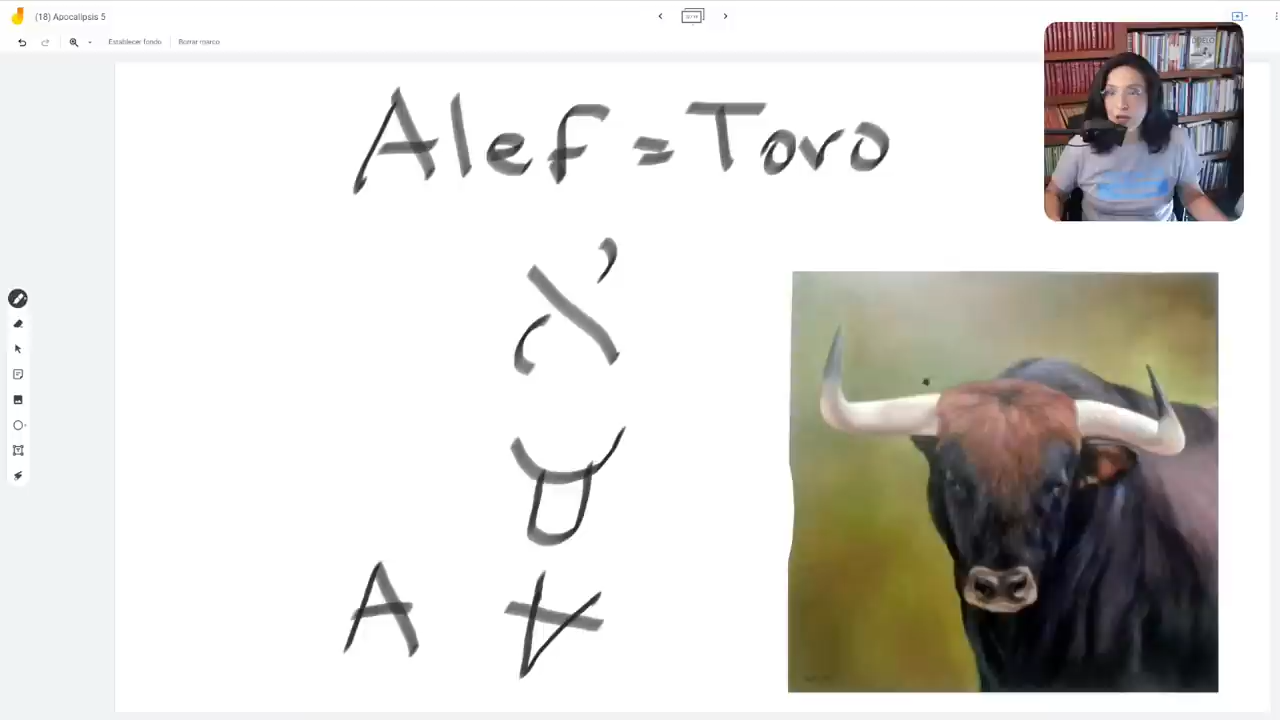 (18) Apocalipsis 5
Establecer fondo
Borrar marco
Alef = Toro
א
A